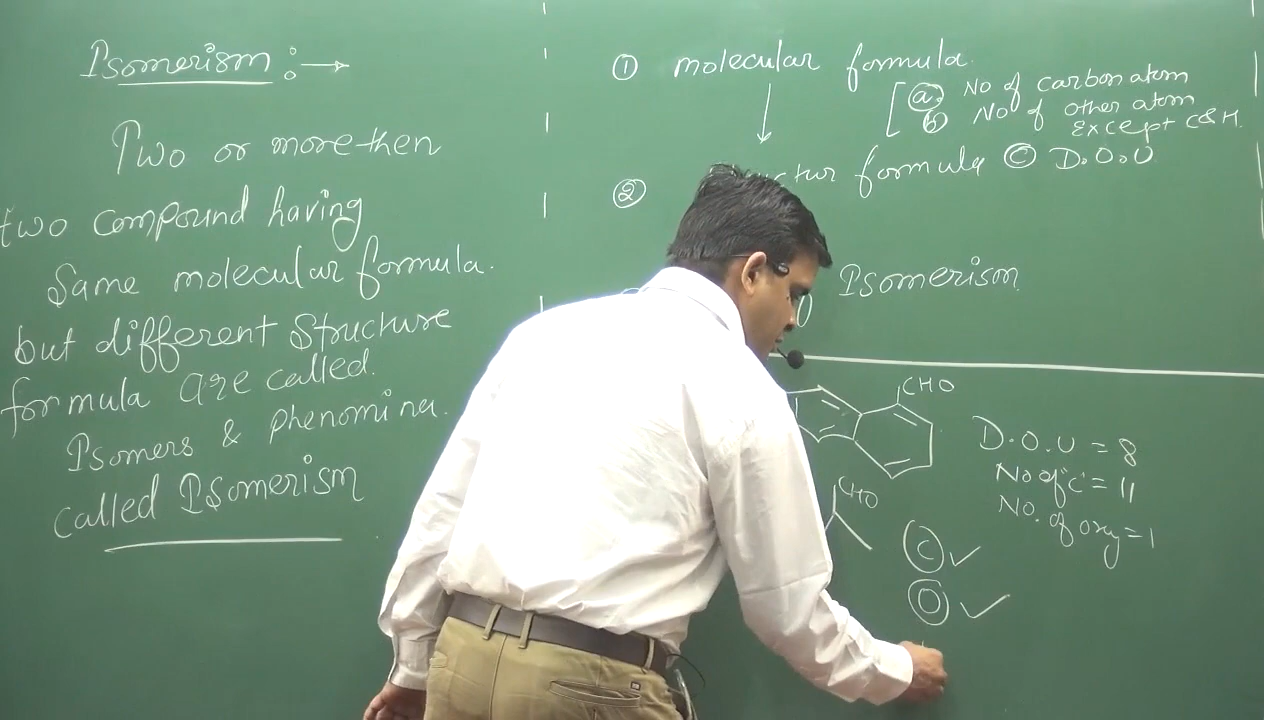 Isomerism :→
Two or more then
two compound having
Same molecular formula.
but different structure
formula are called.
Isomers & phenomina.
called Isomerism
① molecular formula
ⓐ No of carbon atom
ⓑ No of other atom
Except C & H.
② formula ⓒ D.O.U
Isomerism
CHO
D.O.U = 8
No of 'C' = 11
No. of oxy = 1
CHO
C ✓
O ✓